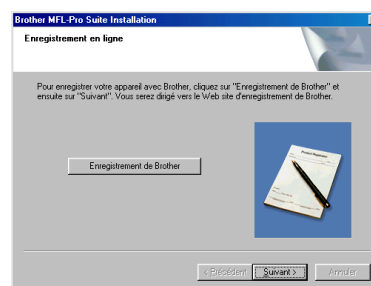 Brother MFL-Pro Suite Installation
Enregistrement en ligne
Pour enregistrer votre appareil avec Brother, cliquez sur "Enregistrement de Brother" et
ensuite sur "Suivant". Vous serez dirigé vers le Web site d'enregistrement de Brother.
Enregistrement de Brother
Product Registration
< Précédent Suivant > Annuler